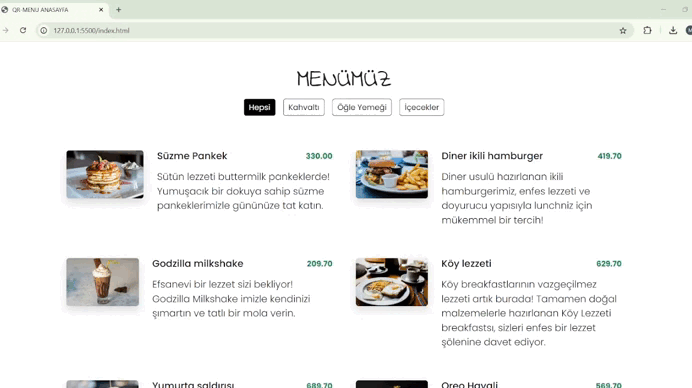 QR-MENU ANASAYFA
127.0.0.1:5500/index.html
MENÜMÜZ
Hepsi
Kahvaltı
Öğle Yemeği
İçecekler
Süzme Pankek 330.00
Sütün lezzeti buttermilk pankeklerde!
Yumuşacık bir dokuya sahip süzme
pankeklerimizle gününüze tat katın.
Diner ikili hamburger 419.70
Diner usulü hazırlanan ikili
hamburgerimiz, enfes lezzeti ve
doyurucu yapısıyla lunchniz için
mükemmel bir tercih!
Godzilla milkshake 209.70
Efsanevi bir lezzet sizi bekliyor!
Godzilla Milkshake imizle kendinizi
şımartın ve tatlı bir mola verin.
Köy lezzeti 629.70
Köy breakfastlarının vazgeçilmez
lezzeti artık burada! Tamamen doğal
malzemelerle hazırlanan Köy Lezzeti
breakfastsı, sizleri enfes bir lezzet
şölenine davet ediyor.
Yumurta saldırısı 689.70
Oreo Hayali 569.70